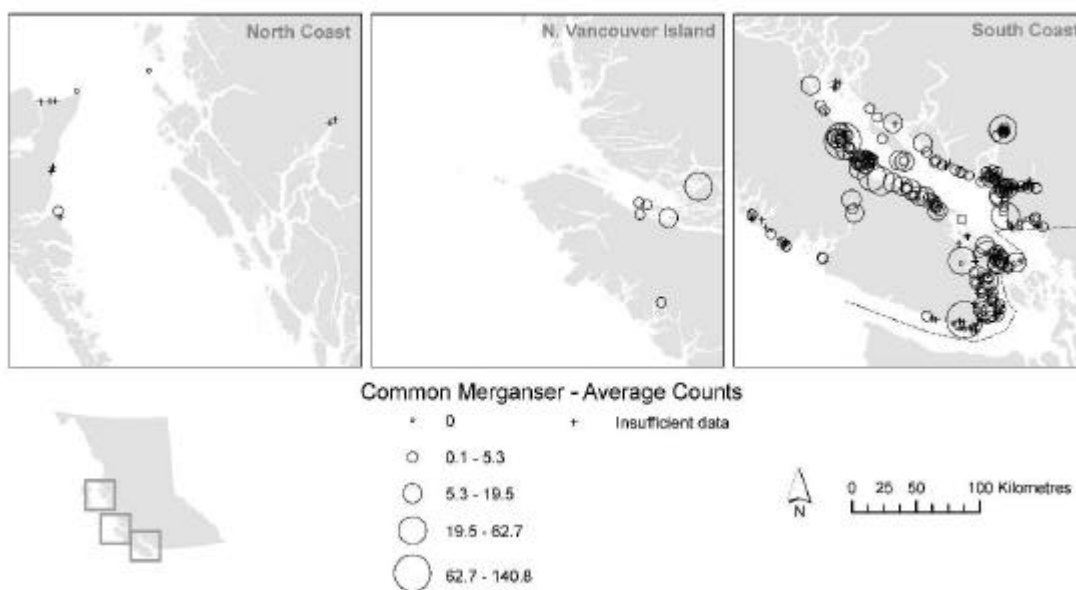 North Coast
N. Vancouver Island
South Coast
Common Merganser - Average Counts
0
+ Insufficient data
0.1 - 5.3
5.3 - 19.5
19.5 - 62.7
62.7 - 140.8
N
0 25 50 100 Kilometres